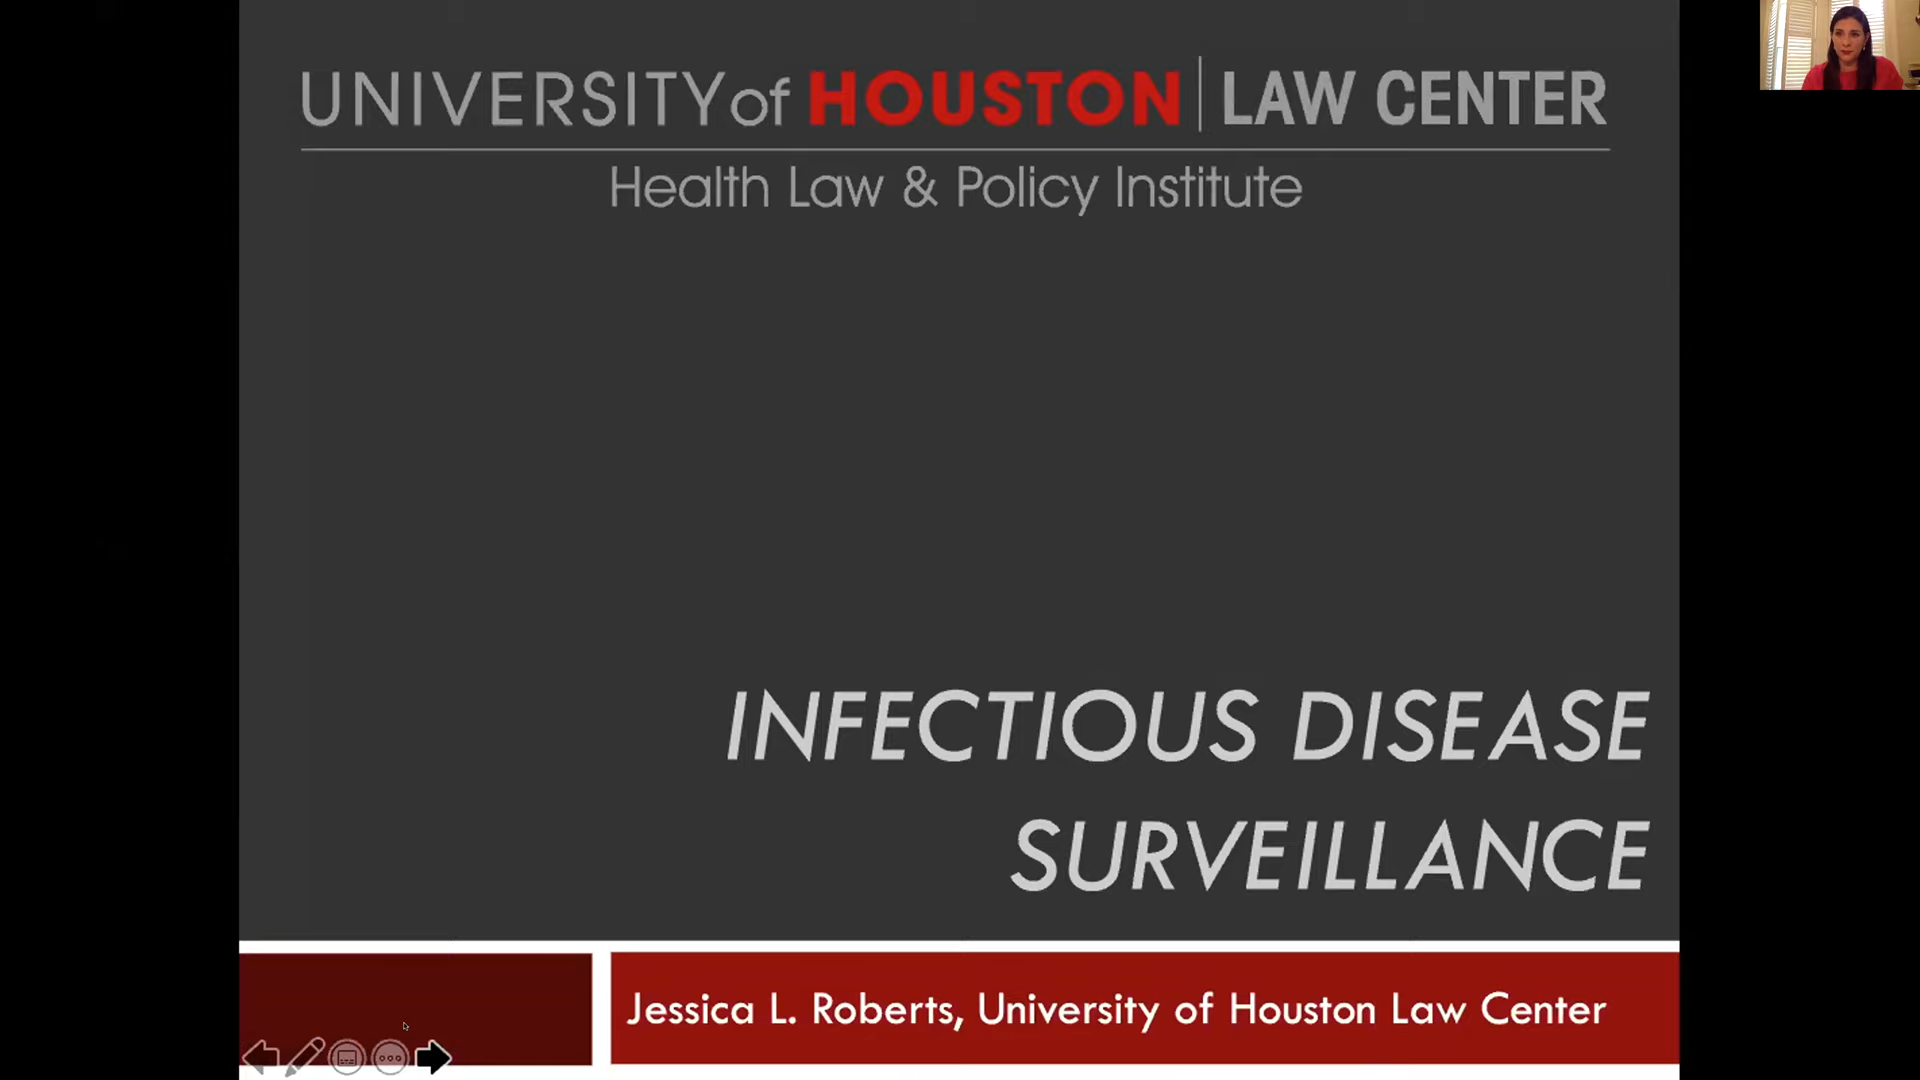 UNIVERSITY of HOUSTON | LAW CENTER
Health Law & Policy Institute
INFECTIOUS DISEASE
SURVEILLANCE
Jessica L. Roberts, University of Houston Law Center